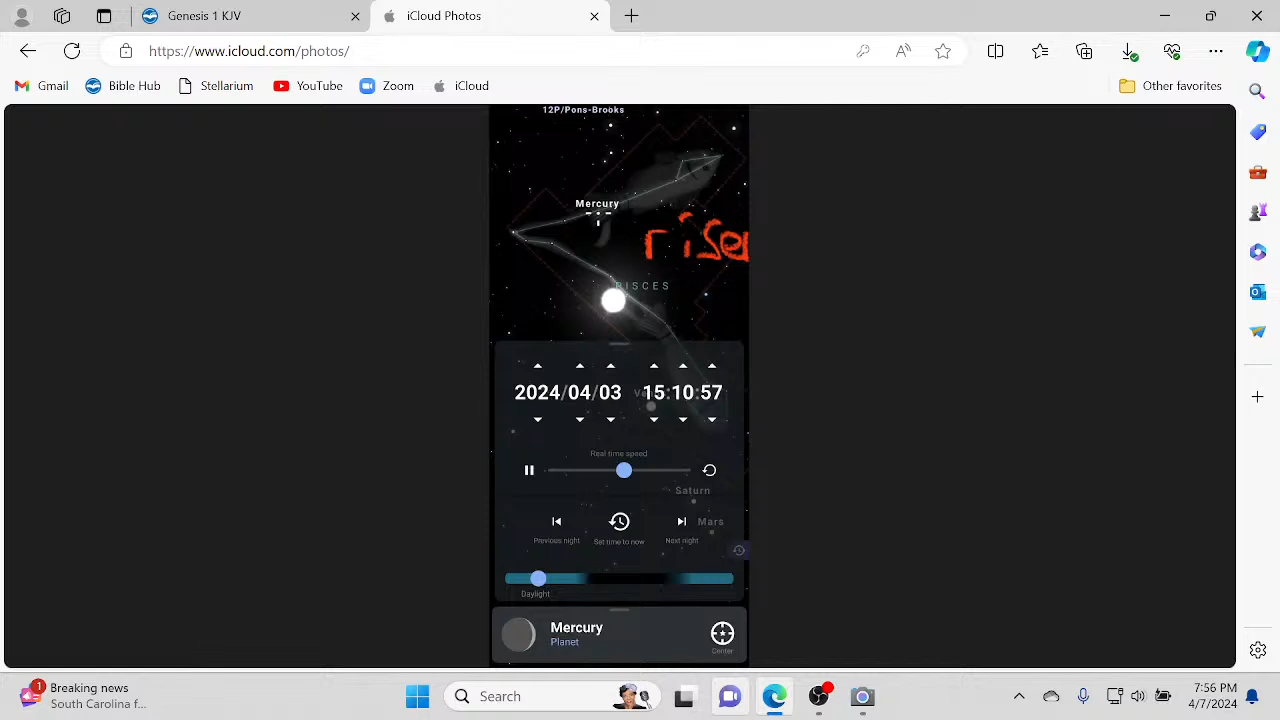 Genesis 1 KJV
iCloud Photos
https://www.icloud.com/photos/
Gmail
Bible Hub
Stellarium
YouTube
Zoom
iCloud
Other favorites
12P/Pons-Brooks
Mercury
rise
PISCES
2024/04/03 15:10:57
Real time speed
Saturn
Mars
Previous night
Set time to now
Next night
Daylight
Mercury
Planet
Center
1
Breaking news
South Carolina f...
Search
7:56 PM
4/7/2024